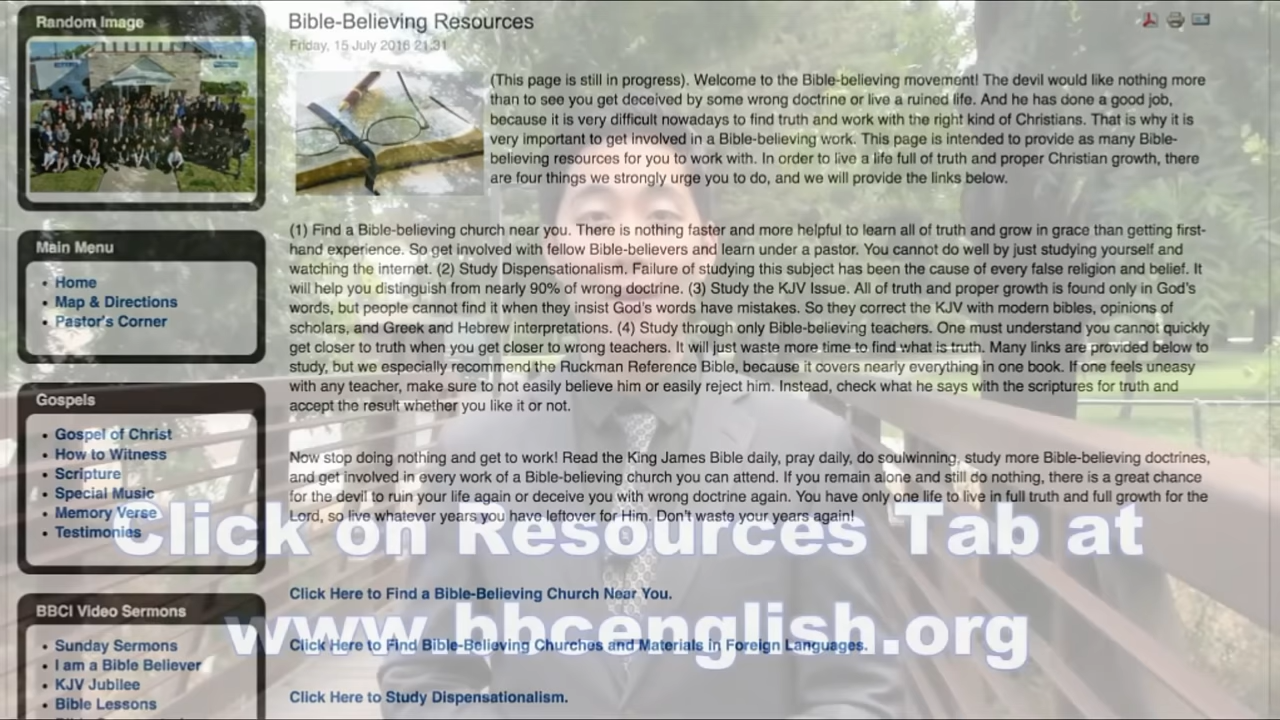 Random Image
Main Menu
Home
Map & Directions
Pastor's Corner
Gospels
Gospel of Christ
How to Witness
Scripture
Special Music
Memory Verse
Testimonies
BBCI Video Sermons
Sunday Sermons
I am a Bible Believer
KJV Jubilee
Bible Lessons
Bible-Believing Resources
Friday, 15 July 2016 21:31
(This page is still in progress). Welcome to the Bible-believing movement! The devil would like nothing more
than to see you get deceived by some wrong doctrine or live a ruined life. And he has done a good job,
because it is very difficult nowadays to find truth and work with the right kind of Christians. That is why it is
very important to get involved in a Bible-believing work. This page is intended to provide as many Bible-
believing resources for you to work with. In order to live a life full of truth and proper Christian growth, there
are four things we strongly urge you to do, and we will provide the links below.
(1) Find a Bible-believing church near you. There is nothing faster and more helpful to learn all of truth and grow in grace than getting first-
hand experience. So get involved with fellow Bible-believers and learn under a pastor. You cannot do well by just studying yourself and
watching the internet. (2) Study Dispensationalism. Failure of studying this subject has been the cause of every false religion and belief. It
will help you distinguish from nearly 90% of wrong doctrine. (3) Study the KJV Issue. All of truth and proper growth is found only in God's
words, but people cannot find it when they insist God's words have mistakes. So they correct the KJV with modern bibles, opinions of
scholars, and Greek and Hebrew interpretations. (4) Study through only Bible-believing teachers. One must understand you cannot quickly
get closer to truth when you get closer to wrong teachers. It will just waste more time to find what is truth. Many links are provided below to
study, but we especially recommend the Ruckman Reference Bible, because it covers nearly everything in one book. If one feels uneasy
with any teacher, make sure to not easily believe him or easily reject him. Instead, check what he says with the scriptures for truth and
accept the result whether you like it or not.
Now stop doing nothing and get to work! Read the King James Bible daily, pray daily, do soulwinning, study more Bible-believing doctrines,
and get involved in every work of a Bible-believing church you can attend. If you remain alone and still do nothing, there is a great chance
for the devil to ruin your life again or deceive you with wrong doctrine again. You have only one life to live in full truth and full growth for the
Lord, so live whatever years you have leftover for Him. Don't waste your years again!
Click on Resources Tab at
Click Here to Find a Bible-Believing Church Near You.
www.bbcenglish.org
Click Here to Find Bible-Believing Churches and Materials in Foreign Languages.
Click Here to Study Dispensationalism.